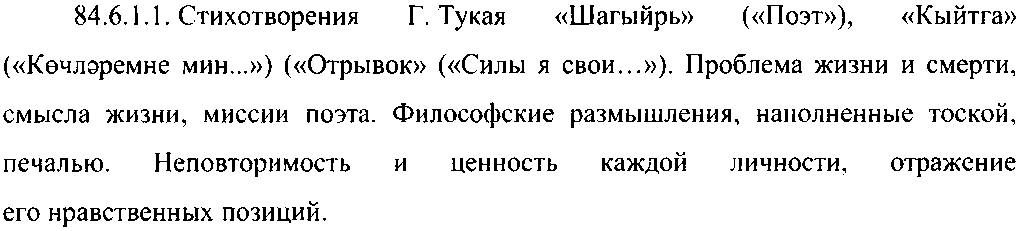 84.6.1.1. Стихотворения Г. Тукая «Шагыйрь» («Поэт»), «Кыйтга»
(«Көчләремне мин...») («Отрывок» («Силы я свои...»). Проблема жизни и смерти,
смысла жизни, миссии поэта. Философские размышления, наполненные тоской,
печалью. Неповторимость и ценность каждой личности, отражение
его нравственных позиций.